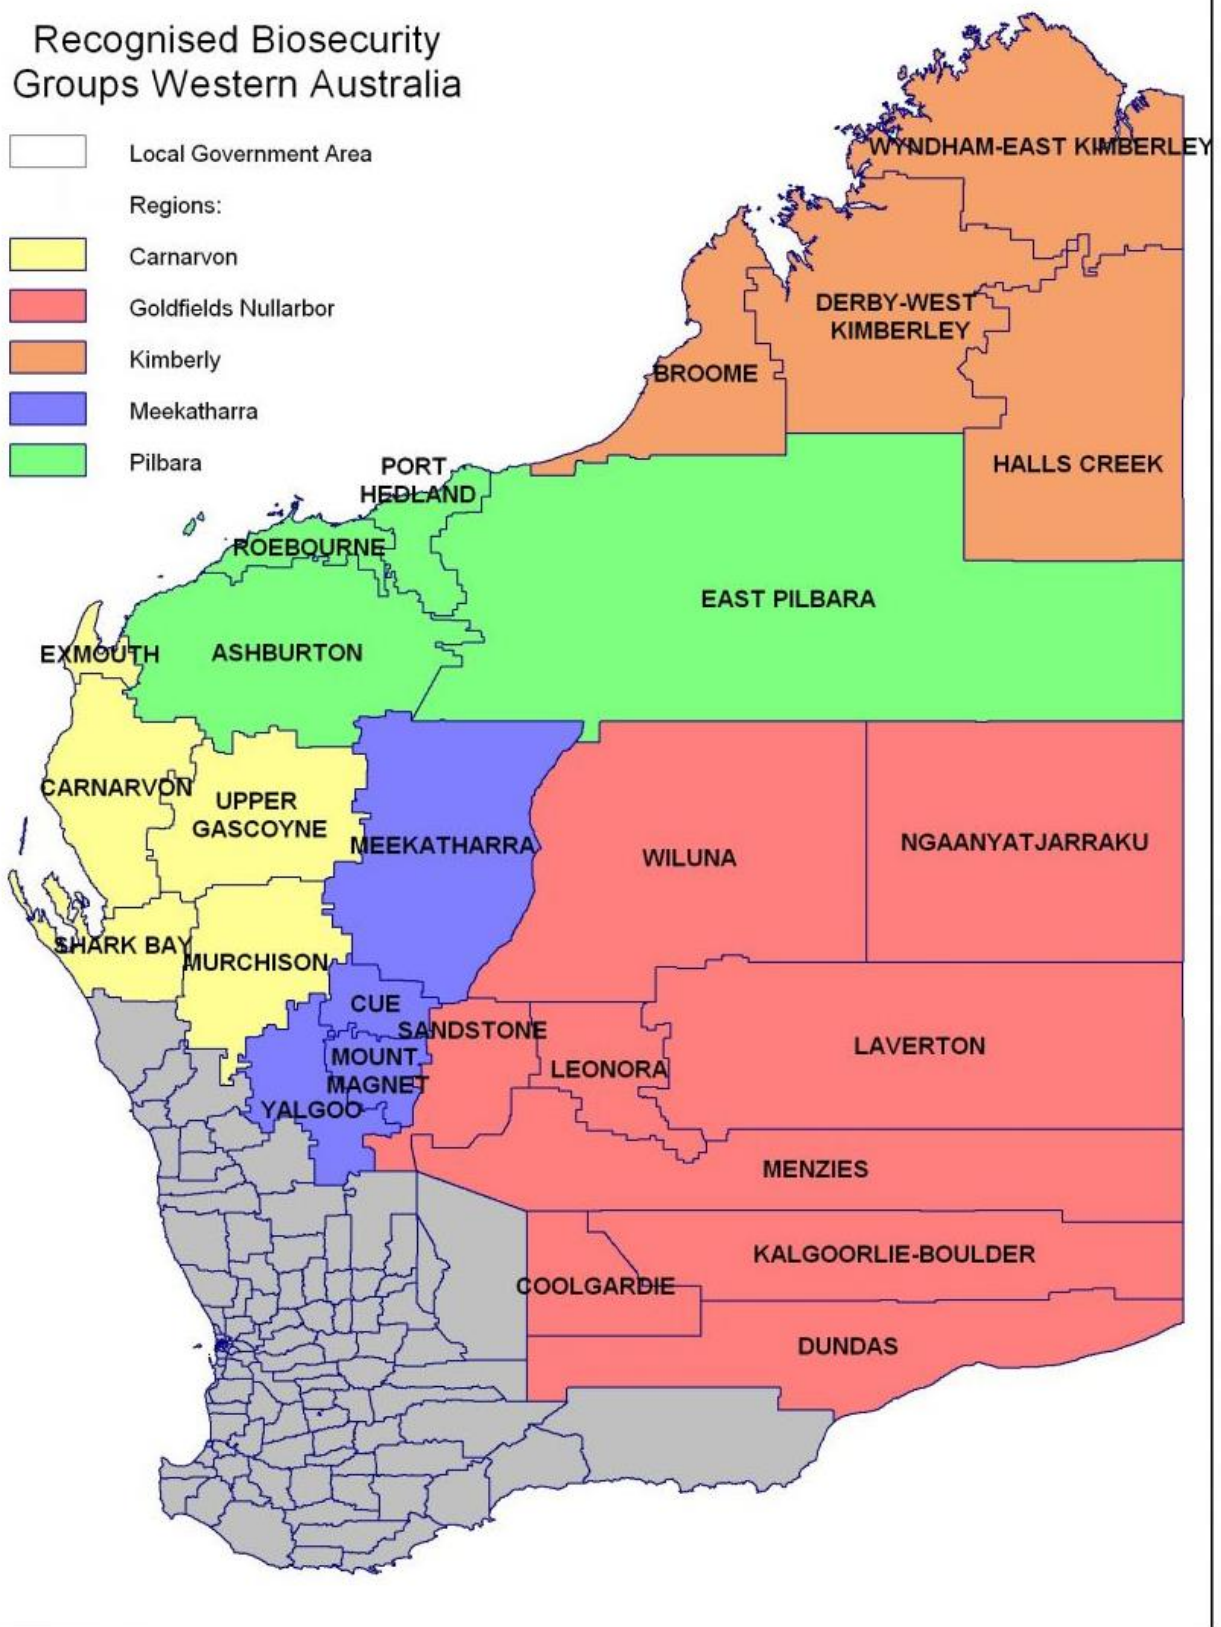 Recognised Biosecurity
Groups Western Australia
Local Government Area
Regions:
Carnarvon
Goldfields Nullarbor
Kimberly
Meekatharra
Pilbara
WYNDHAM-EAST KIMBERLEY
DERBY-WEST
KIMBERLEY
BROOME
HALLS CREEK
PORT
HEDLAND
ROEBOURNE
EAST PILBARA
ASHBURTON
EXMOUTH
CARNARVON
UPPER
GASCOYNE
MEEKATHARRA
WILUNA
NGAANYATJARRAKU
SHARK BAY
MURCHISON
CUE
SANDSTONE
LEONORA
LAVERTON
MOUNT
MAGNET
YALGOO
MENZIES
KALGOORLIE-BOULDER
COOLGARDIE
DUNDAS